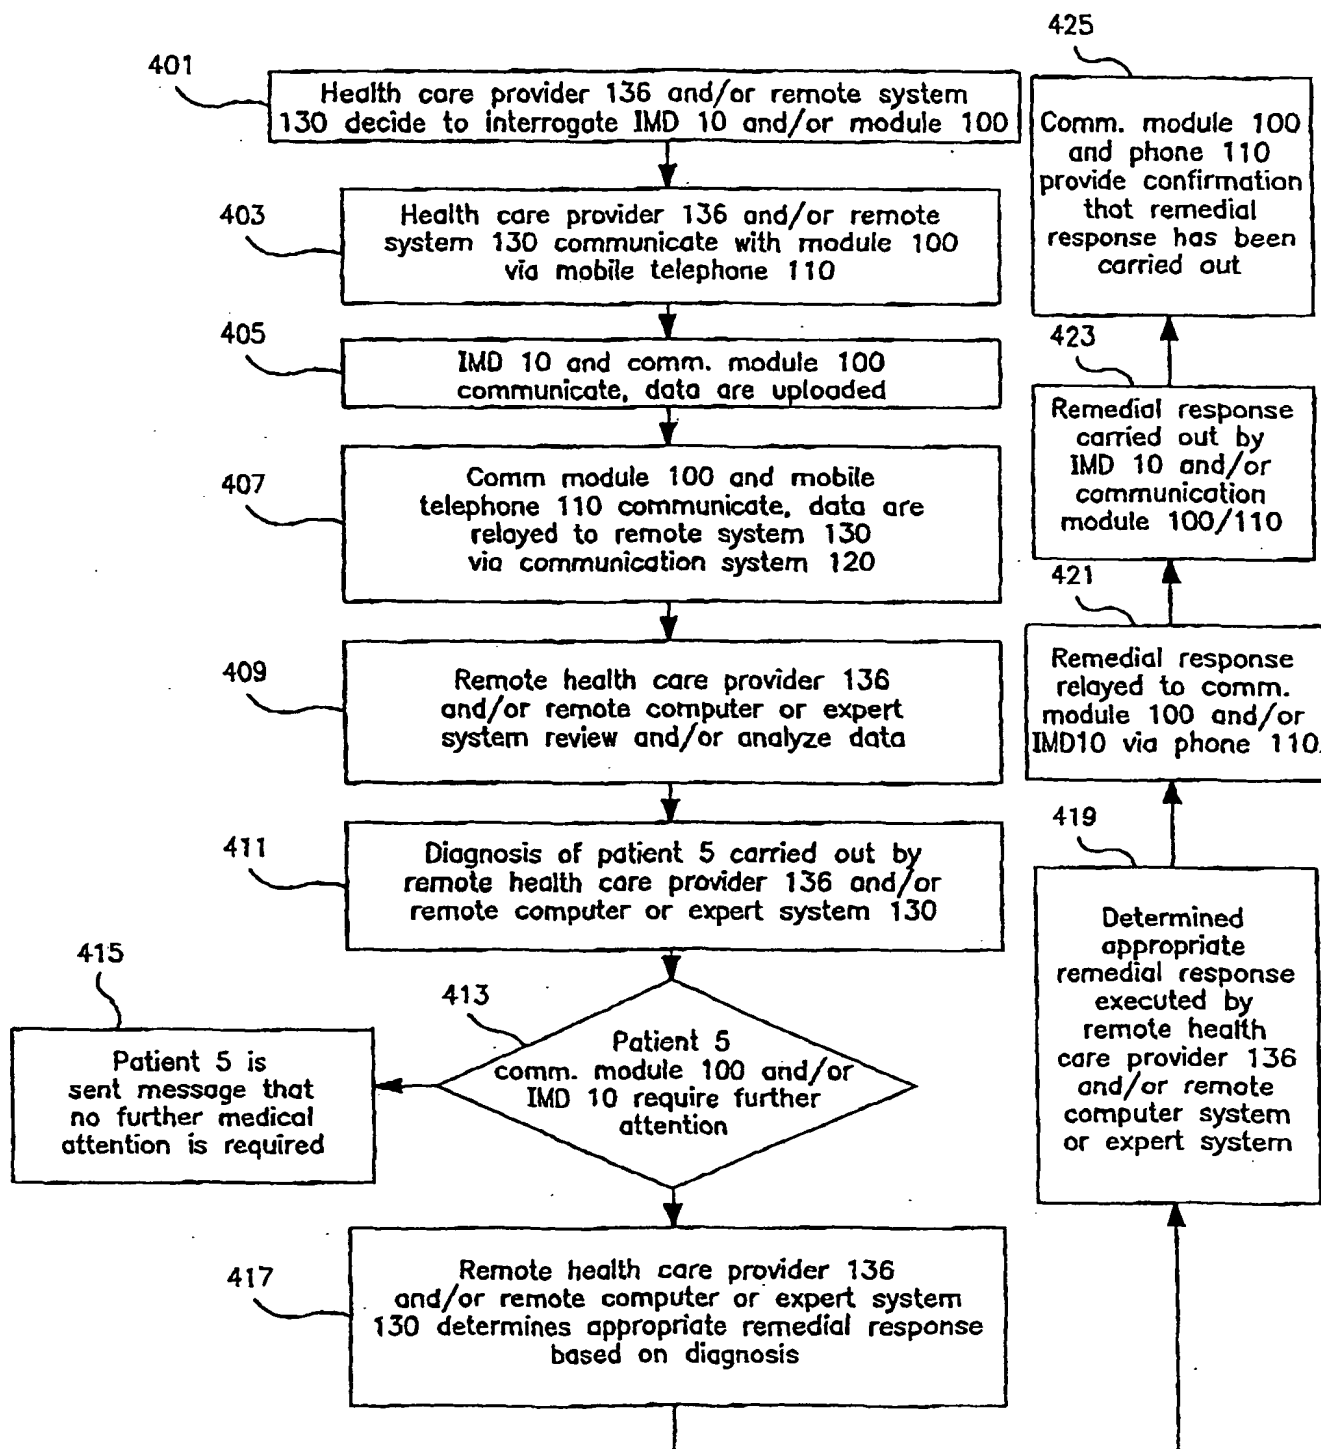 401
Health care provider 136 and/or remote system
130 decide to interrogate IMD 10 and/or module 100
403
Health care provider 136 and/or remote
system 130 communicate with module 100
via mobile telephone 110
405
IMD 10 and comm. module 100
communicate, data are uploaded
407
Comm module 100 and mobile
telephone 110 communicate, data are
relayed to remote system 130
via communication system 120
409
Remote health care provider 136
and/or remote computer or expert
system review and/or analyze data
411
Diagnosis of patient 5 carried out by
remote health care provider 136 and/or
remote computer or expert system 130
413
Patient 5
comm. module 100 and/or
IMD 10 require further
attention
415
Patient 5 is
sent message that
no further medical
attention is required
417
Remote health care provider 136
and/or remote computer or expert system
130 determines appropriate remedial response
based on diagnosis
419
Determined
appropriate
remedial response
executed by
remote health
care provider 136
and/or remote
computer system
or expert system
421
Remedial response
relayed to comm.
module 100 and/or
IMD10 via phone 110
423
Remedial response
carried out by
IMD 10 and/or
communication
module 100/110
425
Comm. module 100
and phone 110
provide confirmation
that remedial
response has been
carried out